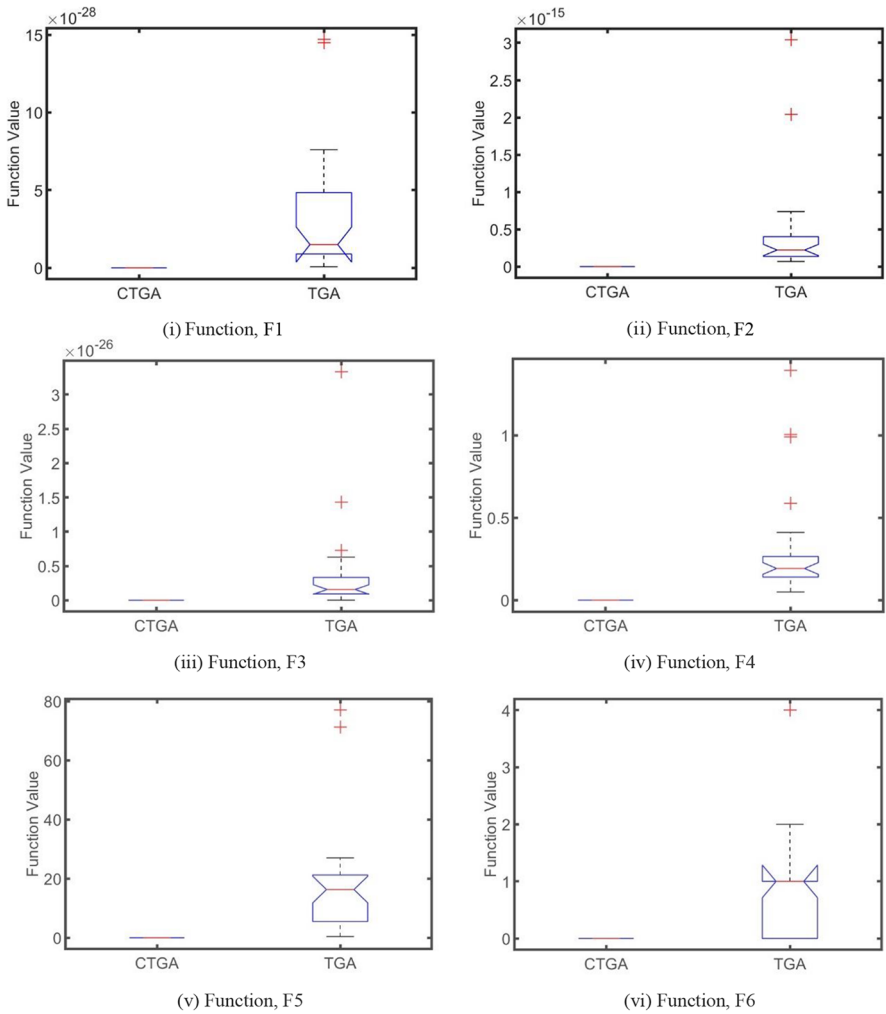 ×10-28
15
10
5
0
Function Value
CTGA
TGA
(i) Function, F1
×10-15
3
2.5
2
1.5
1
0.5
0
Function Value
CTGA
TGA
(ii) Function, F2
×10-26
3
2.5
2
1.5
1
0.5
0
Function Value
CTGA
TGA
(iii) Function, F3
1
0.5
0
Function Value
CTGA
TGA
(iv) Function, F4
80
60
40
20
0
Function Value
CTGA
TGA
(v) Function, F5
4
3
2
1
0
Function Value
CTGA
TGA
(vi) Function, F6